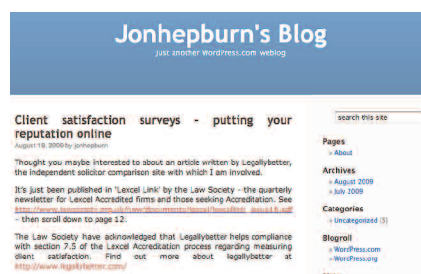 Jonhepburn's Blog
Just another WordPress.com weblog
Client satisfaction surveys - putting your
reputation online
August 19, 2009 by jonhepburn
Thought you maybe interested to about an article written by Legallybetter,
the independent solicitor comparison site with which I am involved.
It's just been published in 'Lexcel Link' by the Law Society - the quarterly
newsletter for Lexcel Accredited firms and those seeking Accreditation. See
– then scroll down to page 12.
The Law Society have acknowledged that Legallybetter helps compliance
with section 7.5 of the Lexcel Accreditation process regarding measuring
client satisfaction. Find out more about legallybetter at
http://www.legallybetter.com/
search this site
Pages
» About
Archives
» August 2009
» July 2009
Categories
» Uncategorized (3)
Blogroll
» WordPress.com
» WordPress.org